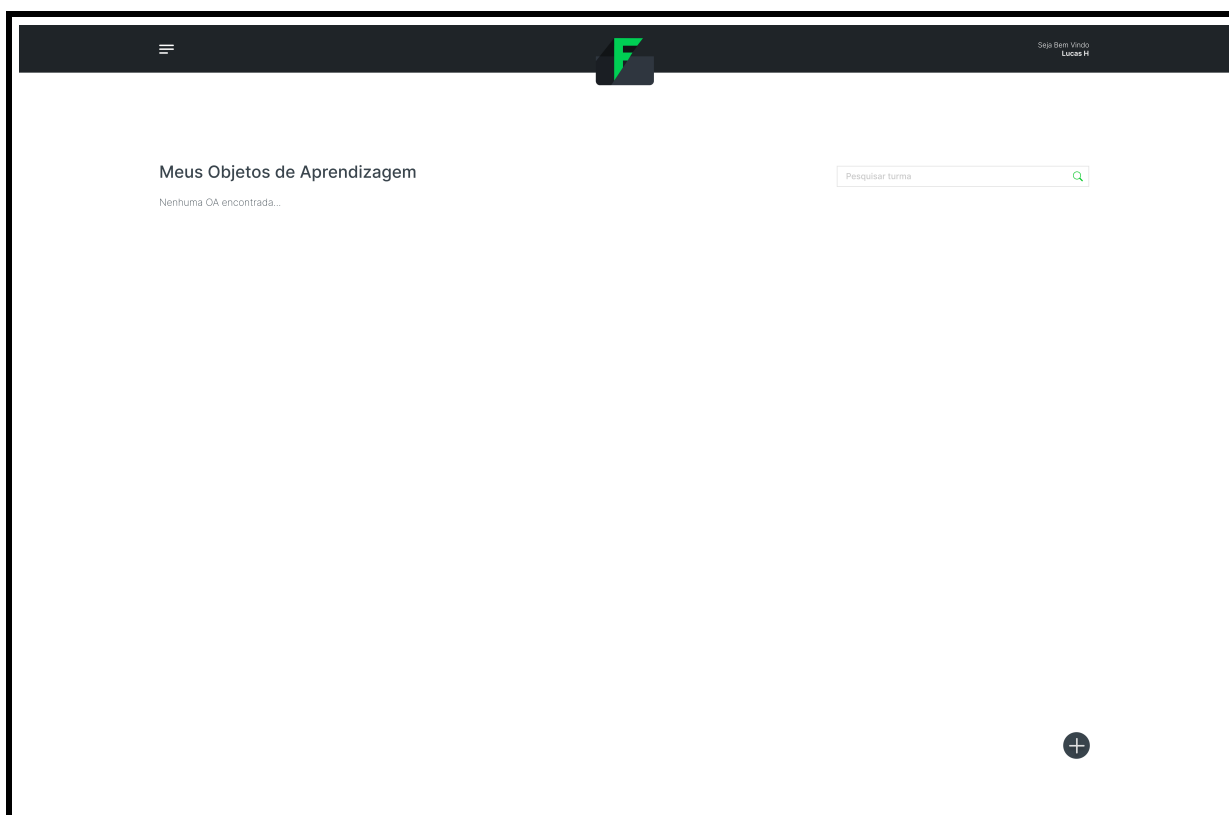 Seja Bem Vindo
Lucas H
Meus Objetos de Aprendizagem
Pesquisar turma
Nenhuma OA encontrada...